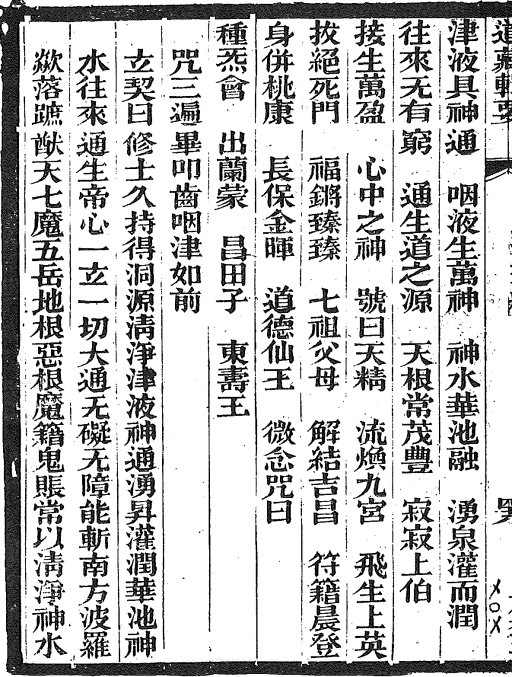 道藏輯要
津液具神通　咽液生萬神　神水華池融　湧泉灌而潤
往來无有窮　通生道之源　天根常茂豐　寂寂上伯
接生萬盈　心中之神　號曰天精　流煥九宮　飛生上英
拔絕死門　福鏘臻臻　七祖父母　解結吉昌　符籍晨登
身併桃康　長保金暉　道德仙王　微念咒曰
種炁會　出蘭蒙　昌田子　東壽王
咒三遍畢叩齒咽津如前
立契曰修士久持得洞源淸淨津液神通湧昇灌潤華池神
水往來通生帝心一立一切大通无礙无障能斬南方波羅
歘落蹠猷天七魔五岳地根惡根魔籍鬼賬常以淸淨神水